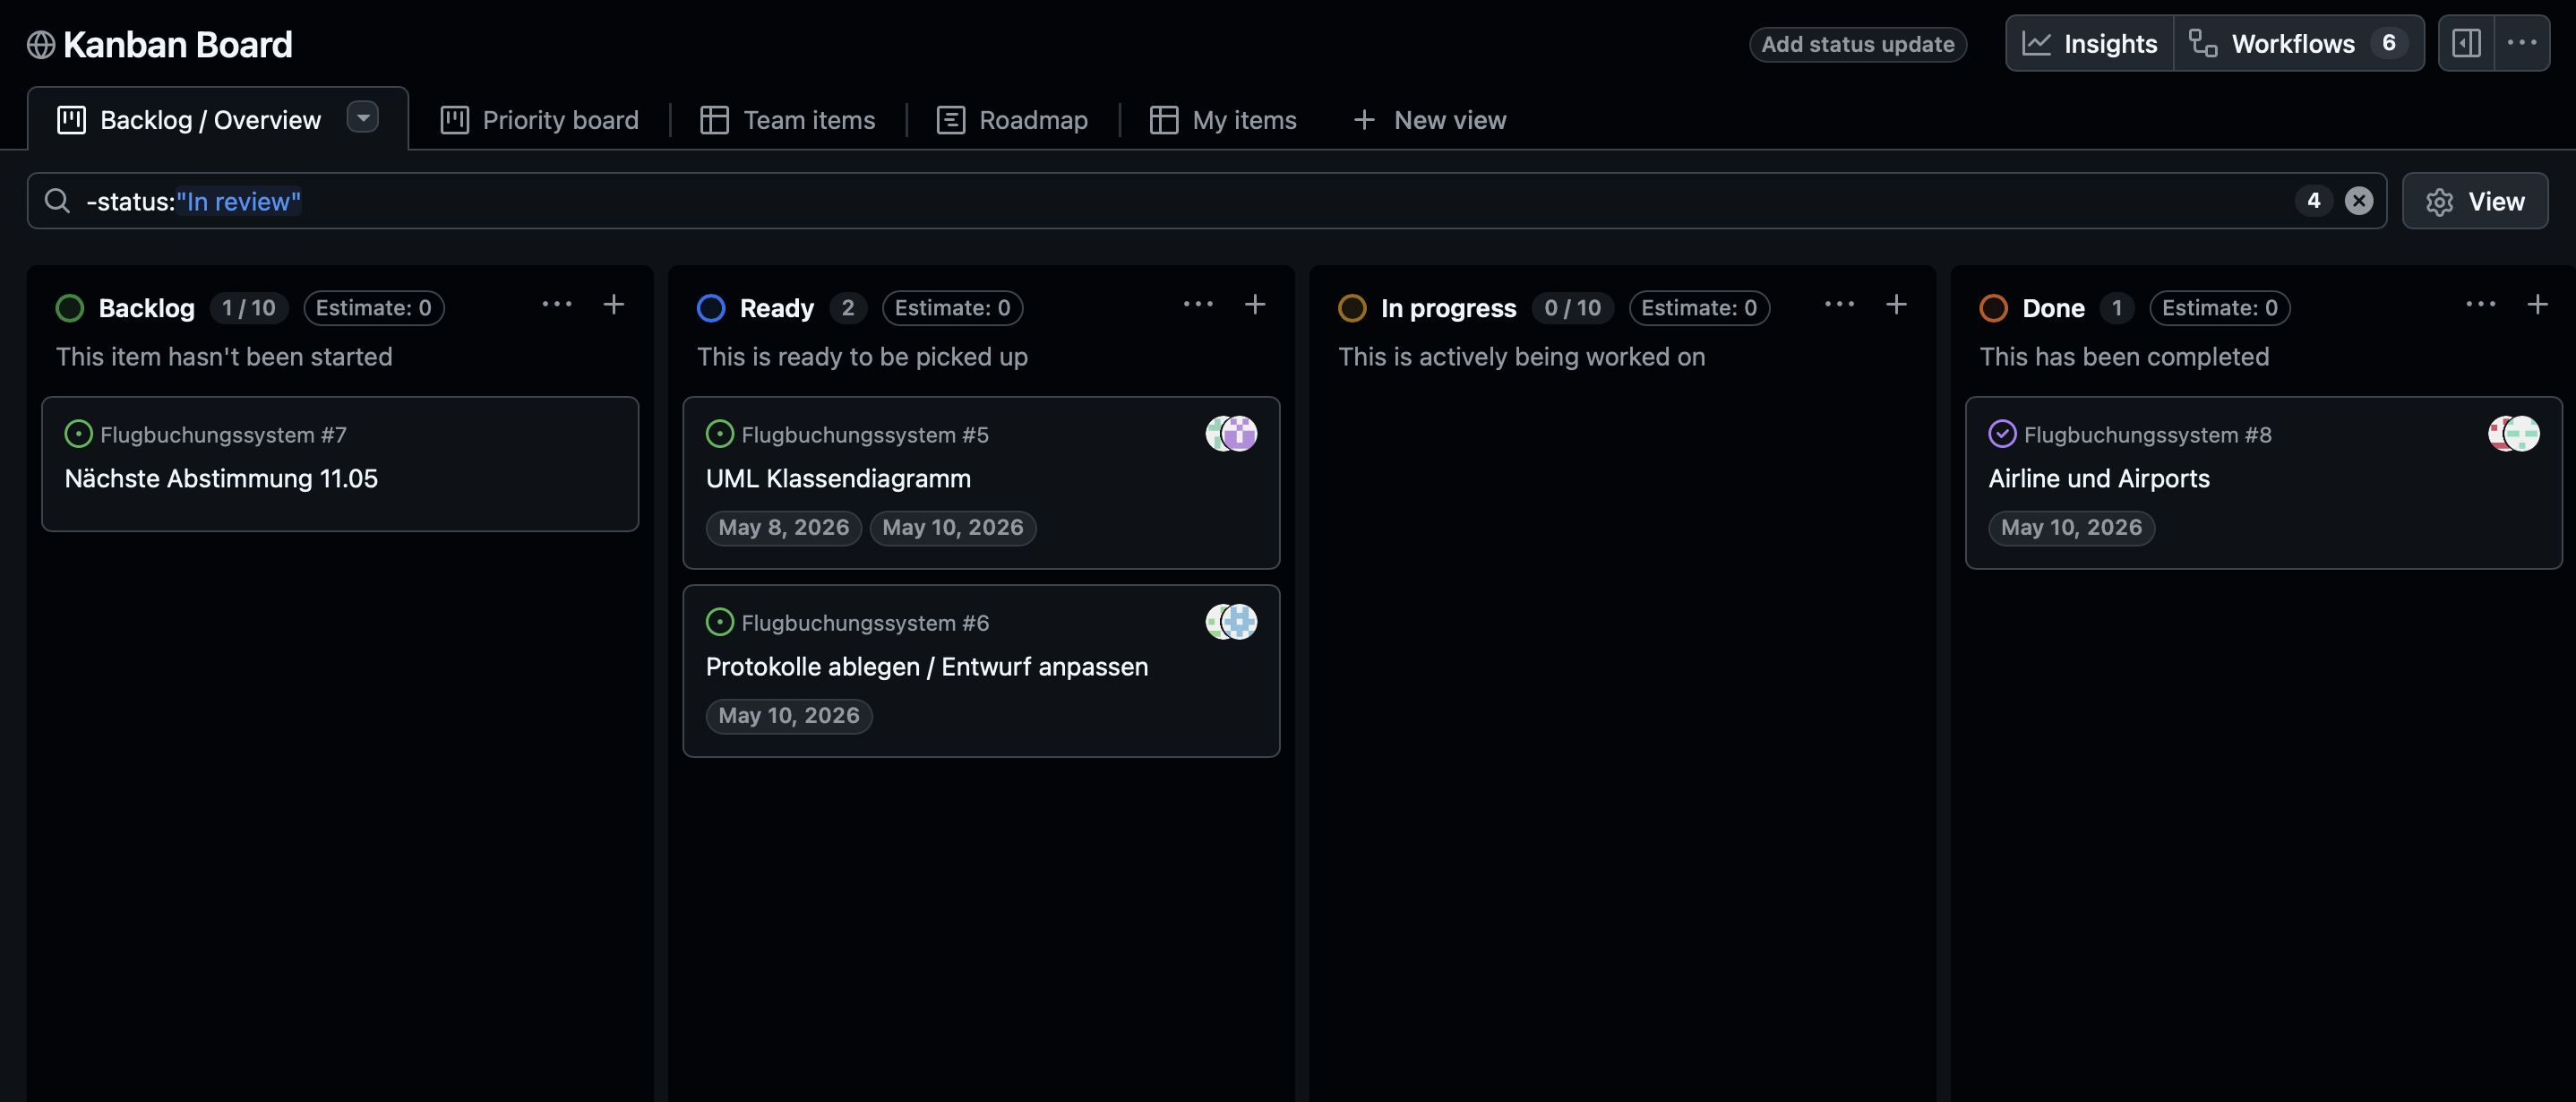 Kanban Board
Add status update
Insights
Workflows 6
Backlog / Overview
Priority board
Team items
Roadmap
My items
New view
-status:"In review"
4
View
Backlog 1 / 10 Estimate: 0
This item hasn't been started
Flugbuchungssystem #7
Nächste Abstimmung 11.05
Ready 2 Estimate: 0
This is ready to be picked up
Flugbuchungssystem #5
UML Klassendiagramm
May 8, 2026 May 10, 2026
Flugbuchungssystem #6
Protokolle ablegen / Entwurf anpassen
May 10, 2026
In progress 0 / 10 Estimate: 0
This is actively being worked on
Done 1 Estimate: 0
This has been completed
Flugbuchungssystem #8
Airline und Airports
May 10, 2026